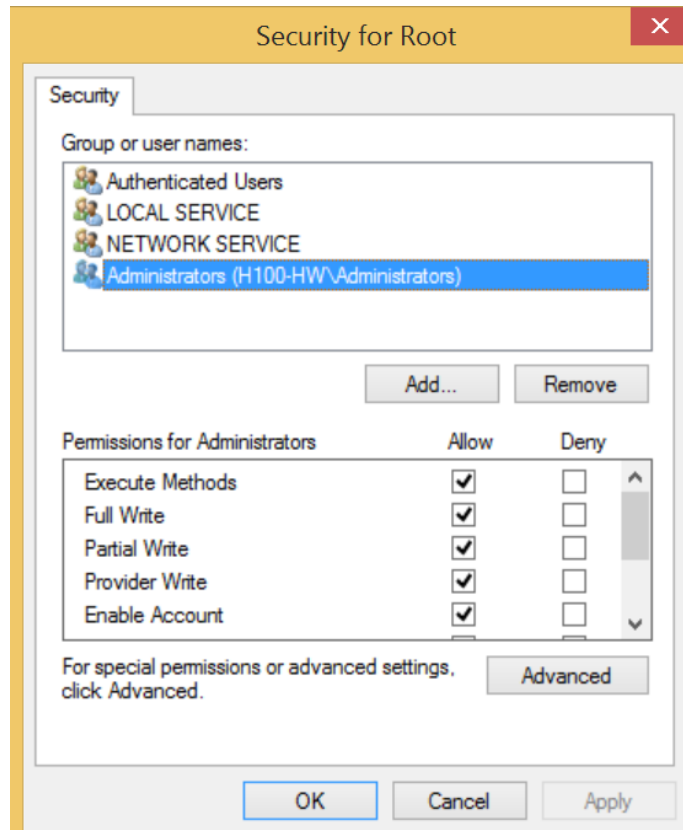 Security for Root
Security
Group or user names:
Authenticated Users
LOCAL SERVICE
NETWORK SERVICE
Administrators (H100-HW\Administrators)
Add... Remove
Permissions for Administrators Allow Deny
Execute Methods
Full Write
Partial Write
Provider Write
Enable Account
For special permissions or advanced settings,
click Advanced.
Advanced
OK Cancel Apply